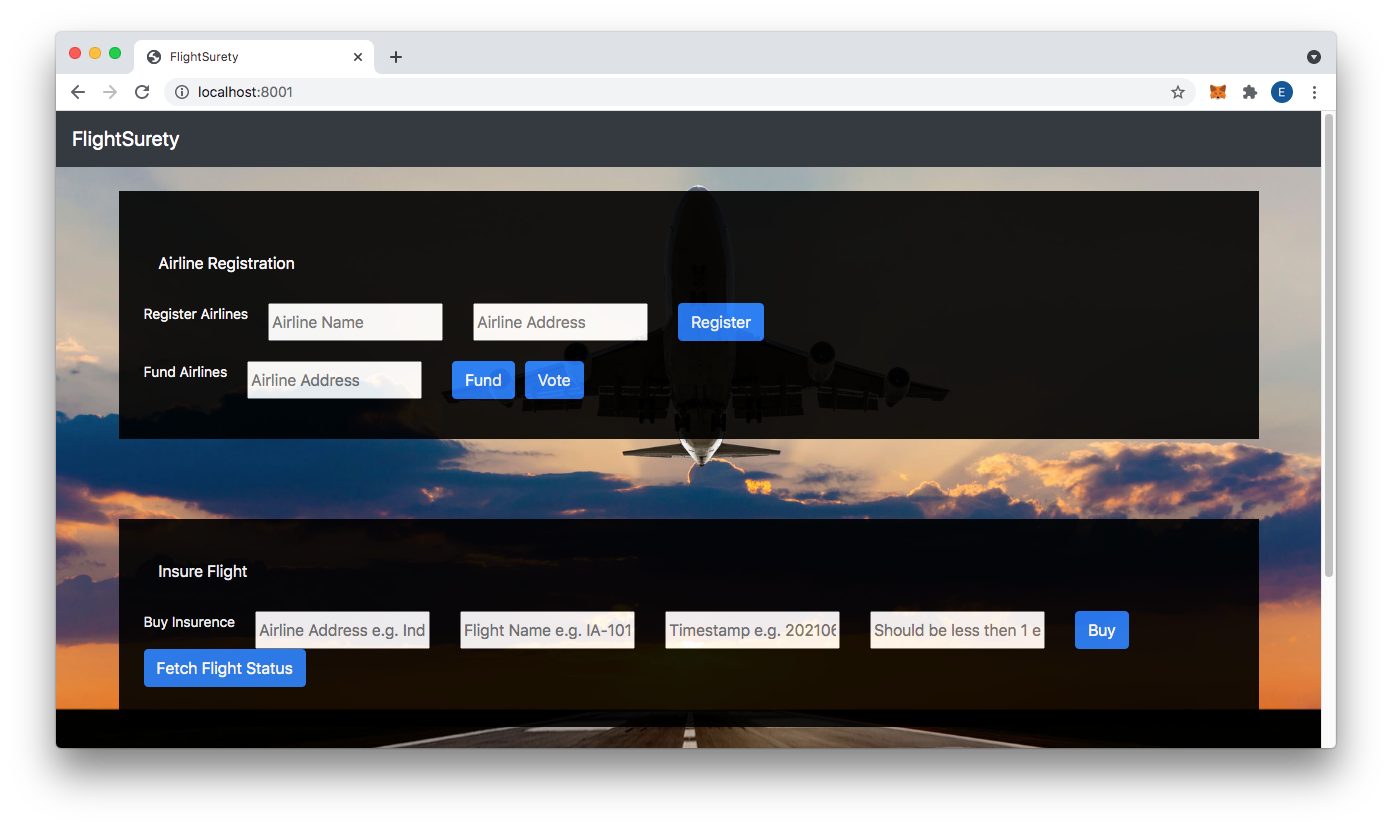 FlightSurety
localhost:8001
E
FlightSurety
Airline Registration
Register Airlines Airline Name Airline Address Register
Fund Airlines Airline Address Fund Vote
Insure Flight
Buy Insurence Airline Address e.g. Ind Flight Name e.g. IA-101 Timestamp e.g. 202106 Should be less then 1 e Buy
Fetch Flight Status